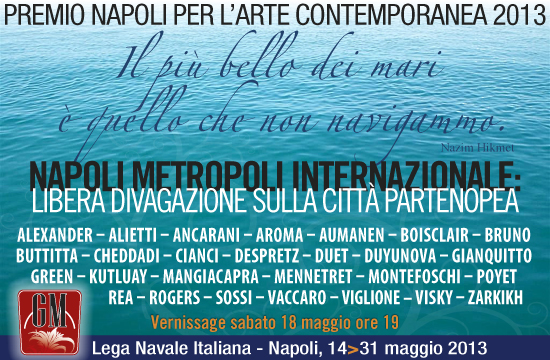 PREMIO NAPOLI PER L'ARTE CONTEMPORANEA 2013
Il più bello dei mari
è quello che non navigammo.
Nazim Hikmet
NAPOLI METROPOLI INTERNAZIONALE:
LIBERA DIVAGAZIONE SULLA CITTÀ PARTENOPEA
ALEXANDER – ALIETTI – ANCARANI – AROMA – AUMANEN – BOISCLAIR – BRUNO
BUTTITTA – CHEDDADI – CIANCI – DESPRETZ – DUET – DUYUNOVA – GIANQUITTO
GREEN – KUTLUAY – MANGIACAPRA – MENNETRET – MONTEFOSCHI – POYET
REA – ROGERS – SOSSI – VACCARO – VIGLIONE – VISKY – ZARKIKH
GM
Vernissage sabato 18 maggio ore 19
Lega Navale Italiana - Napoli, 14>31 maggio 2013